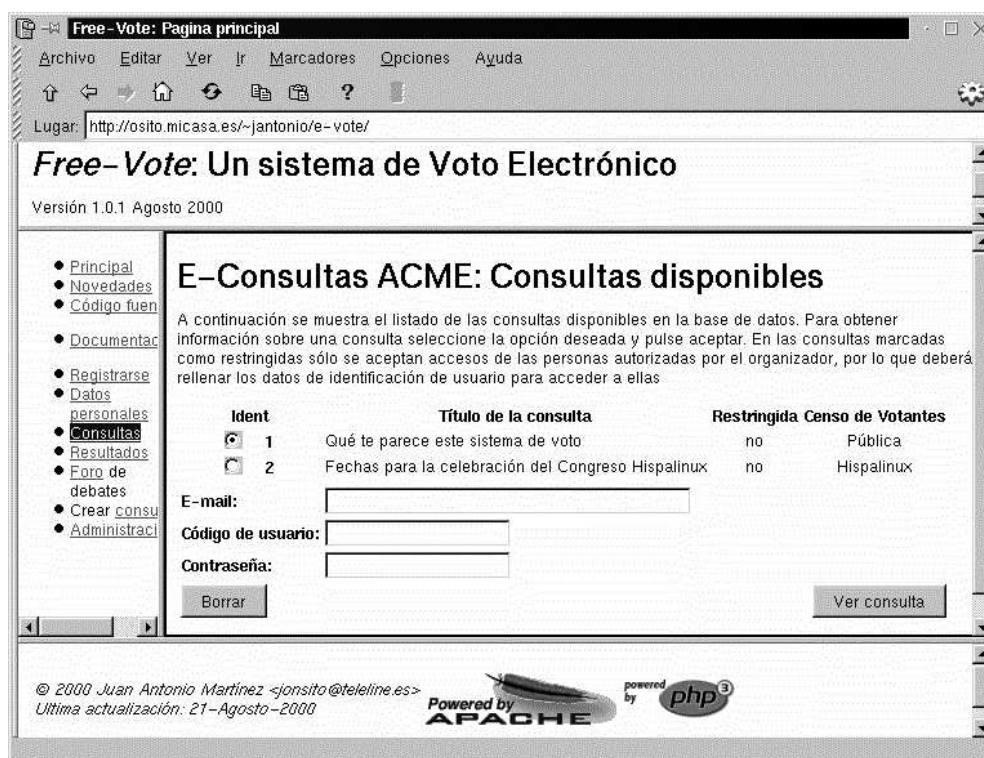 Free-Vote: Pagina principal
Archivo Editar Ver Ir Marcadores Opciones Ayuda
?
Lugar: http://osito.micasa.es/~jantonio/e-vote/
Free-Vote: Un sistema de Voto Electrónico
Versión 1.0.1 Agosto 2000
Principal
Novedades
Código fuen
Documentac
Registrarse
Datos
personales
Consultas
Resultados
Foro de
debates
Crear consu
Administraci
E-Consultas ACME: Consultas disponibles
A continuación se muestra el listado de las consultas disponibles en la base de datos. Para obtener
información sobre una consulta seleccione la opción deseada y pulse aceptar. En las consultas marcadas
como restringidas sólo se aceptan accesos de las personas autorizadas por el organizador, por lo que deberá
rellenar los datos de identificación de usuario para acceder a ellas
Ident Título de la consulta Restringida Censo de Votantes
1 Qué te parece este sistema de voto no Pública
2 Fechas para la celebración del Congreso Hispalinux no Hispalinux
E-mail:
Código de usuario:
Contraseña:
Borrar Ver consulta
© 2000 Juan Antonio Martínez <jonsito@teleline.es>
Ultima actualización: 21-Agosto-2000
Powered by
APACHE
powered
by
php3